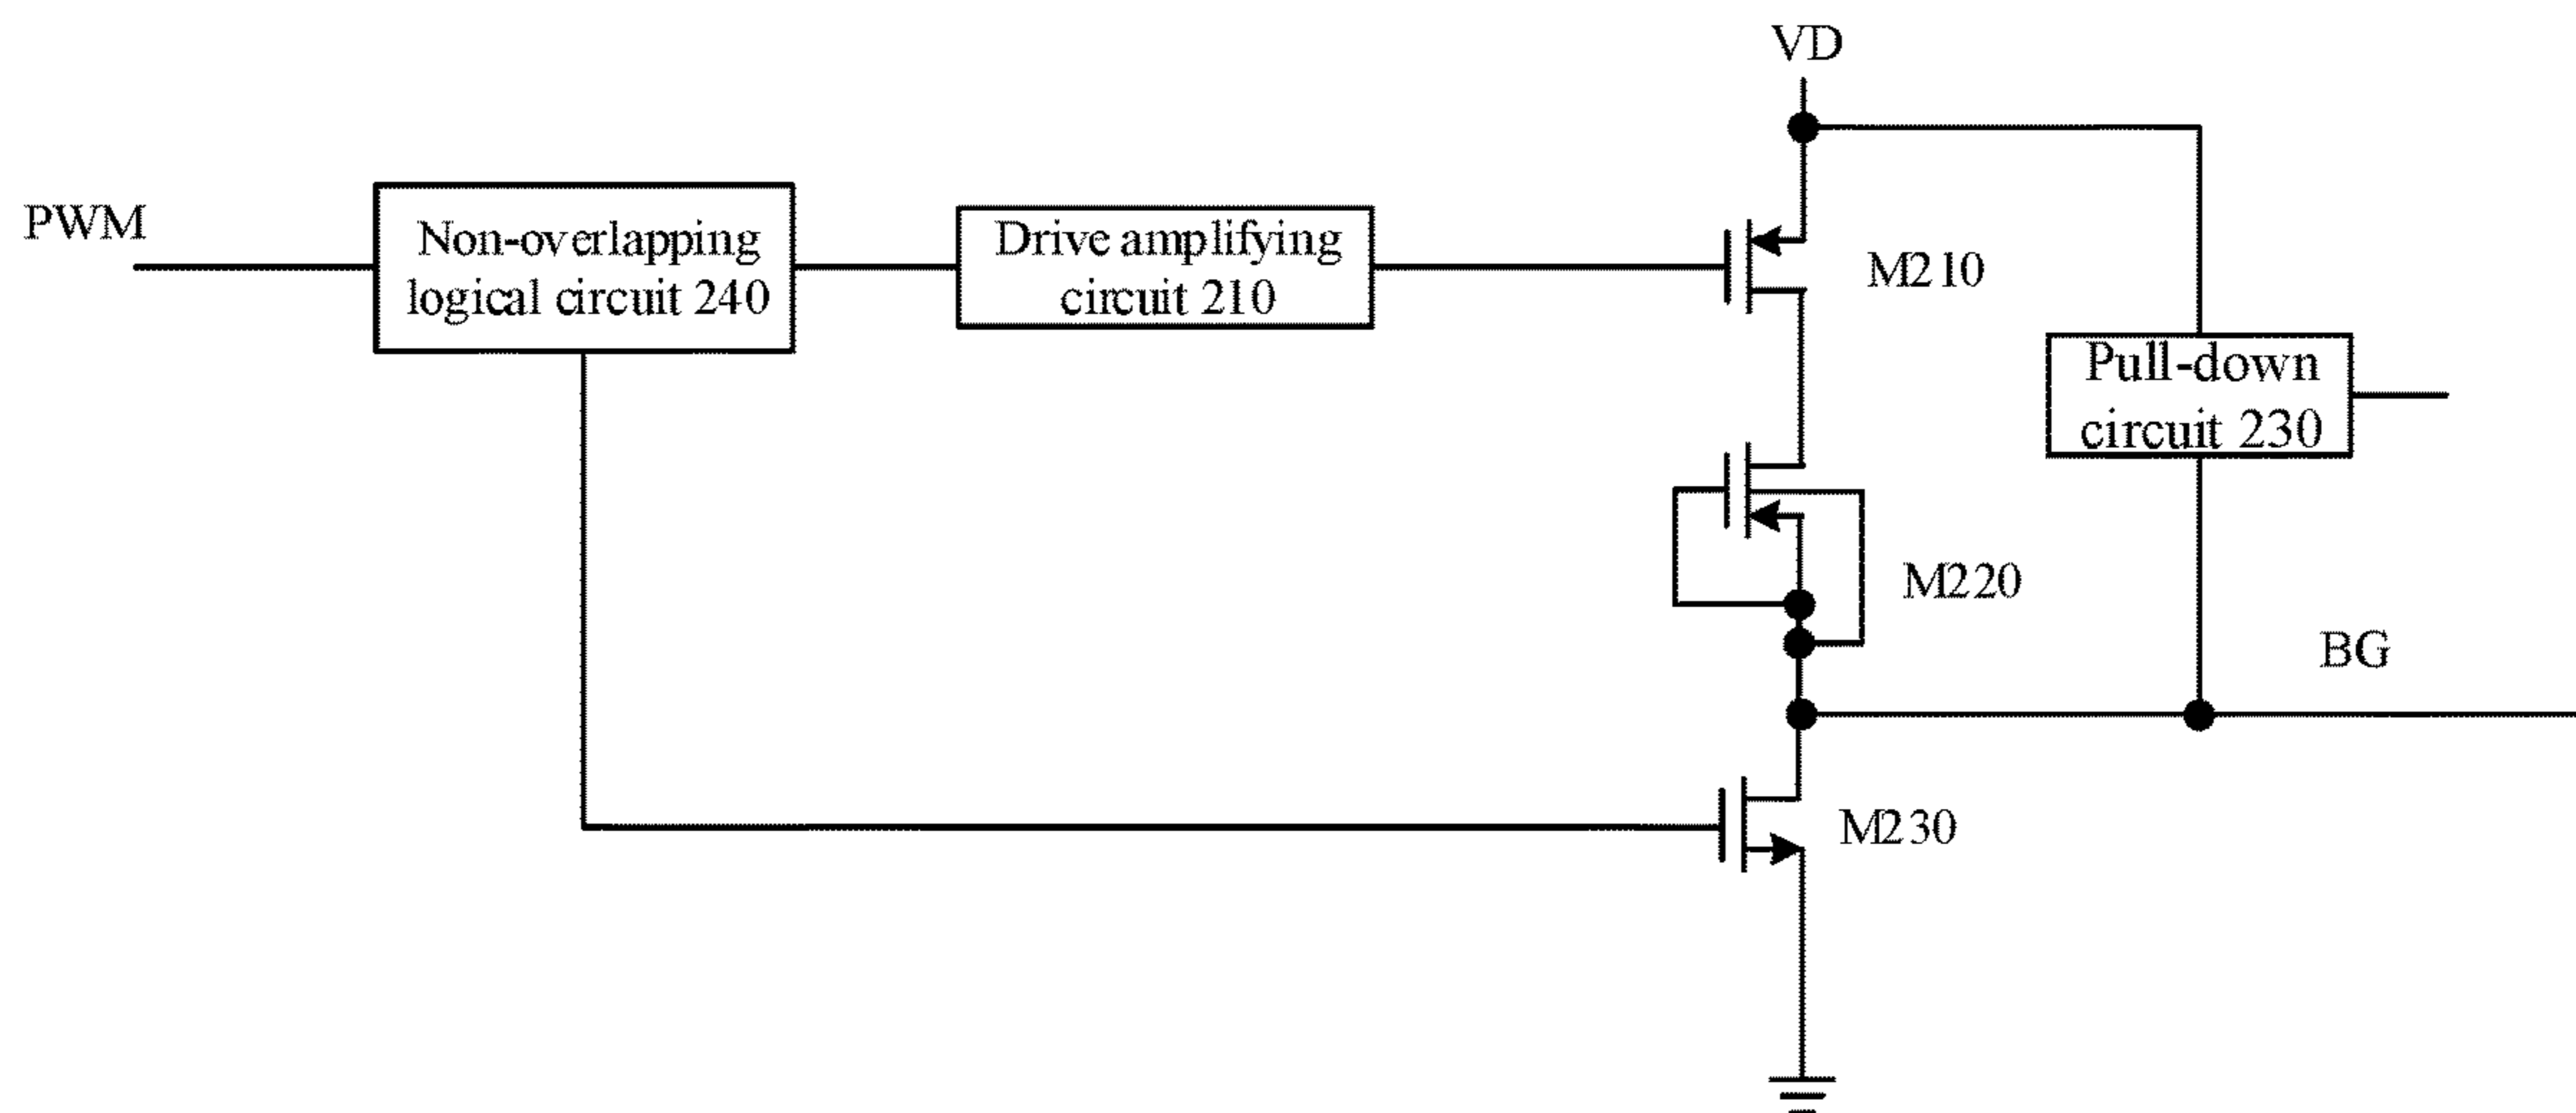 VD
PWM
Non-overlapping
logical circuit 240
Drive amplifying
circuit 210
M210
Pull-down
circuit 230
M220
BG
M230